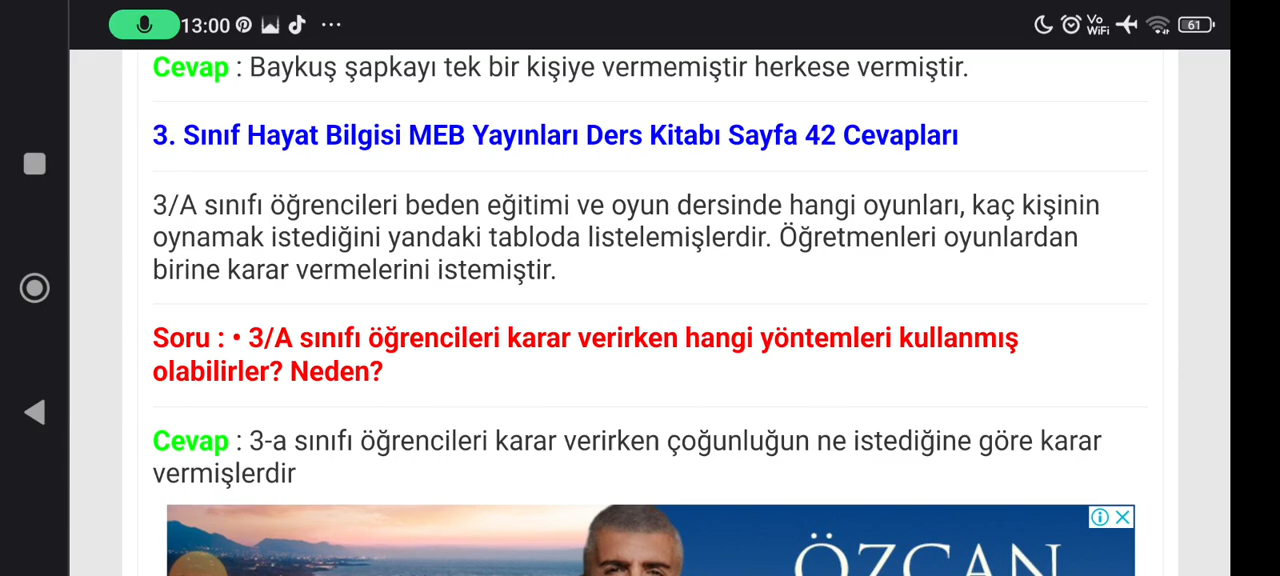 13:00
Vo
WiFi
61
Cevap : Baykuş şapkayı tek bir kişiye vermemiştir herkese vermiştir.
3. Sınıf Hayat Bilgisi MEB Yayınları Ders Kitabı Sayfa 42 Cevapları
3/A sınıfı öğrencileri beden eğitimi ve oyun dersinde hangi oyunları, kaç kişinin
oynamak istediğini yandaki tabloda listelemişlerdir. Öğretmenleri oyunlardan
birine karar vermelerini istemiştir.
Soru : • 3/A sınıfı öğrencileri karar verirken hangi yöntemleri kullanmış
olabilirler? Neden?
Cevap : 3-a sınıfı öğrencileri karar verirken çoğunluğun ne istediğine göre karar
vermişlerdir
ÖZCAN